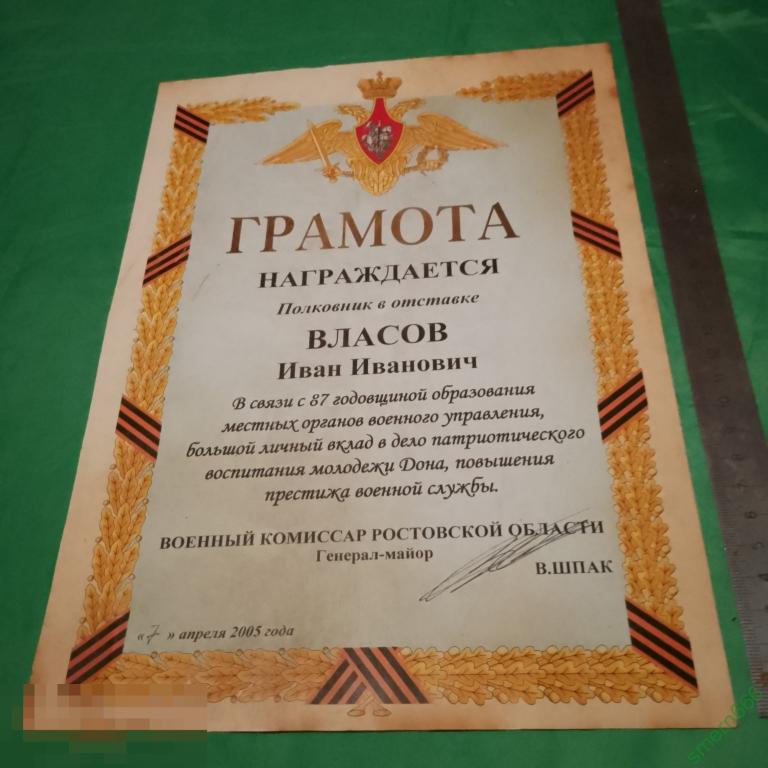 ГРАМОТА
НАГРАЖДАЕТСЯ
Полковник в отставке
ВЛАСОВ
Иван Иванович
В связи с 87 годовщиной образования
местных органов военного управления,
большой личный вклад в дело патриотического
воспитания молодежи Дона, повышения
престижа военной службы.
ВОЕННЫЙ КОМИССАР РОСТОВСКОЙ ОБЛАСТИ
Генерал-майор
В.ШПАК
«7» апреля 2005 года